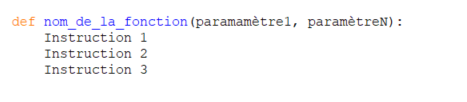 def nom_de_la_fonction(paramamètre1, paramètreN):
    Instruction 1
    Instruction 2
    Instruction 3